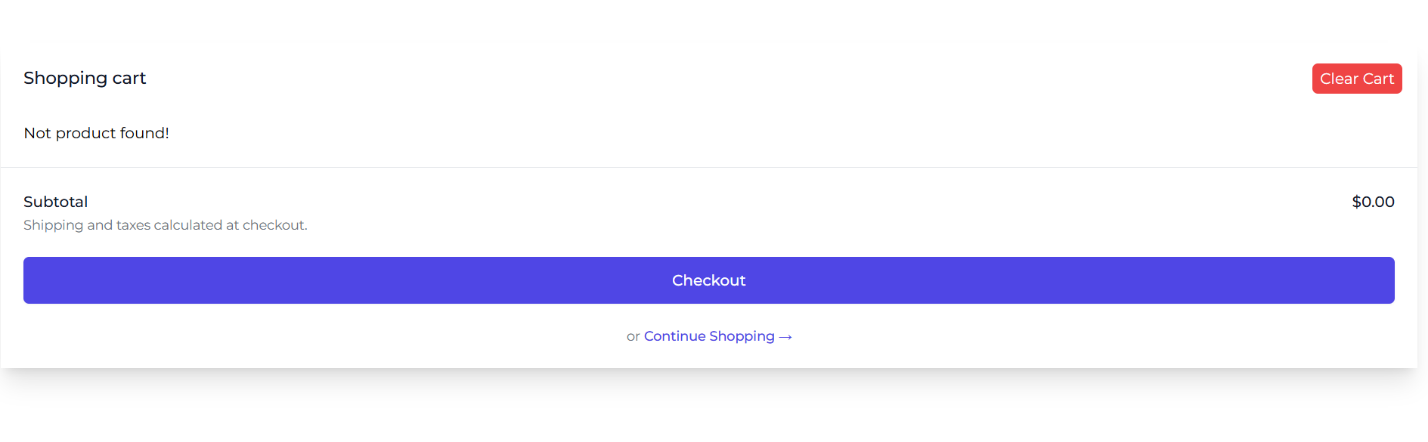 Shopping cart
Clear Cart
Not product found!
Subtotal
$0.00
Shipping and taxes calculated at checkout.
Checkout
or Continue Shopping →